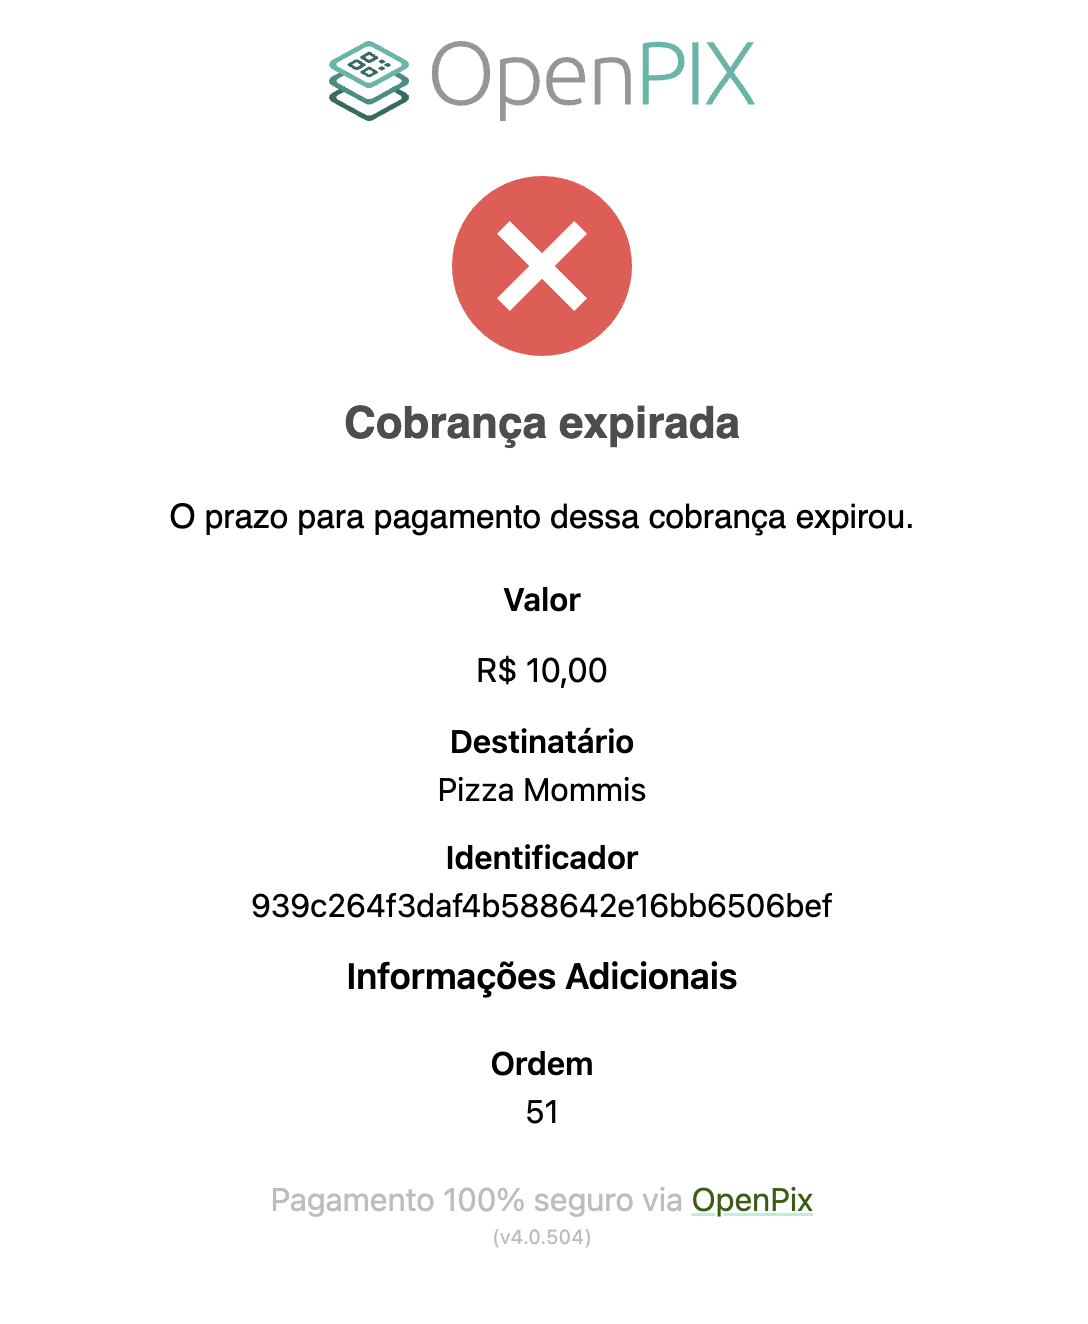 OpenPIX
Cobrança expirada
O prazo para pagamento dessa cobrança expirou.
Valor
R$ 10,00
Destinatário
Pizza Mommis
Identificador
939c264f3daf4b588642e16bb6506bef
Informações Adicionais
Ordem
51
Pagamento 100% seguro via OpenPix
(v4.0.504)